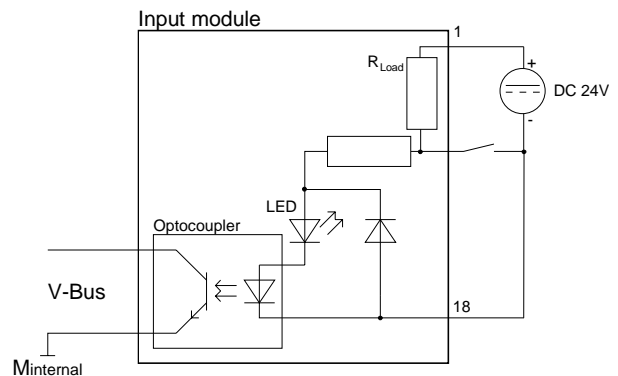 Input module
1
RLoad
+
DC 24V
-
LED
Optocoupler
V-Bus
18
Minternal